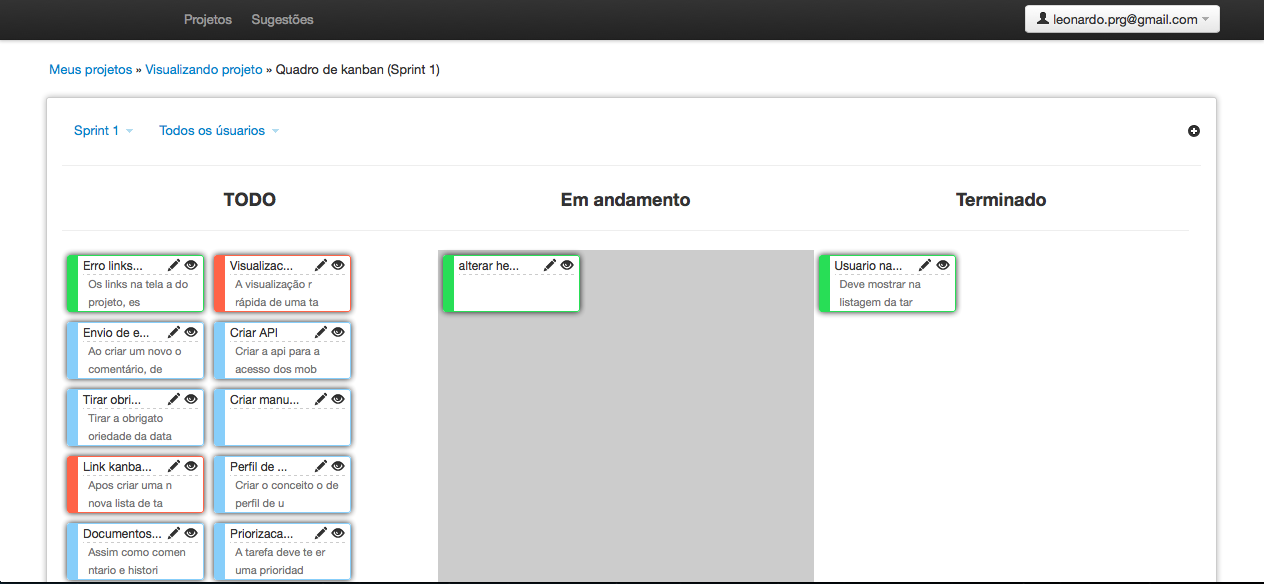 Projetos Sugestões leonardo.prg@gmail.com
Meus projetos » Visualizando projeto » Quadro de kanban (Sprint 1)
Sprint 1 Todos os úsuarios
TODO Em andamento Terminado
Erro links...
Os links na tela a do
projeto, es
Visualizac...
A visualização r
rápida de uma ta
Envio de e...
Ao criar um novo o
comentário, de
Criar API
Criar a api para a
acesso dos mob
Tirar obri...
Tirar a obrigato
oriedade da data
Criar manu...
Link kanba...
Apos criar uma n
nova lista de ta
Perfil de ...
Criar o conceito o de
perfil de u
Documentos...
Assim como comen
ntario e histori
Priorizaca...
A tarefa deve te er
uma prioridad
alterar he...
Usuario na...
Deve mostrar na
listagem da tar